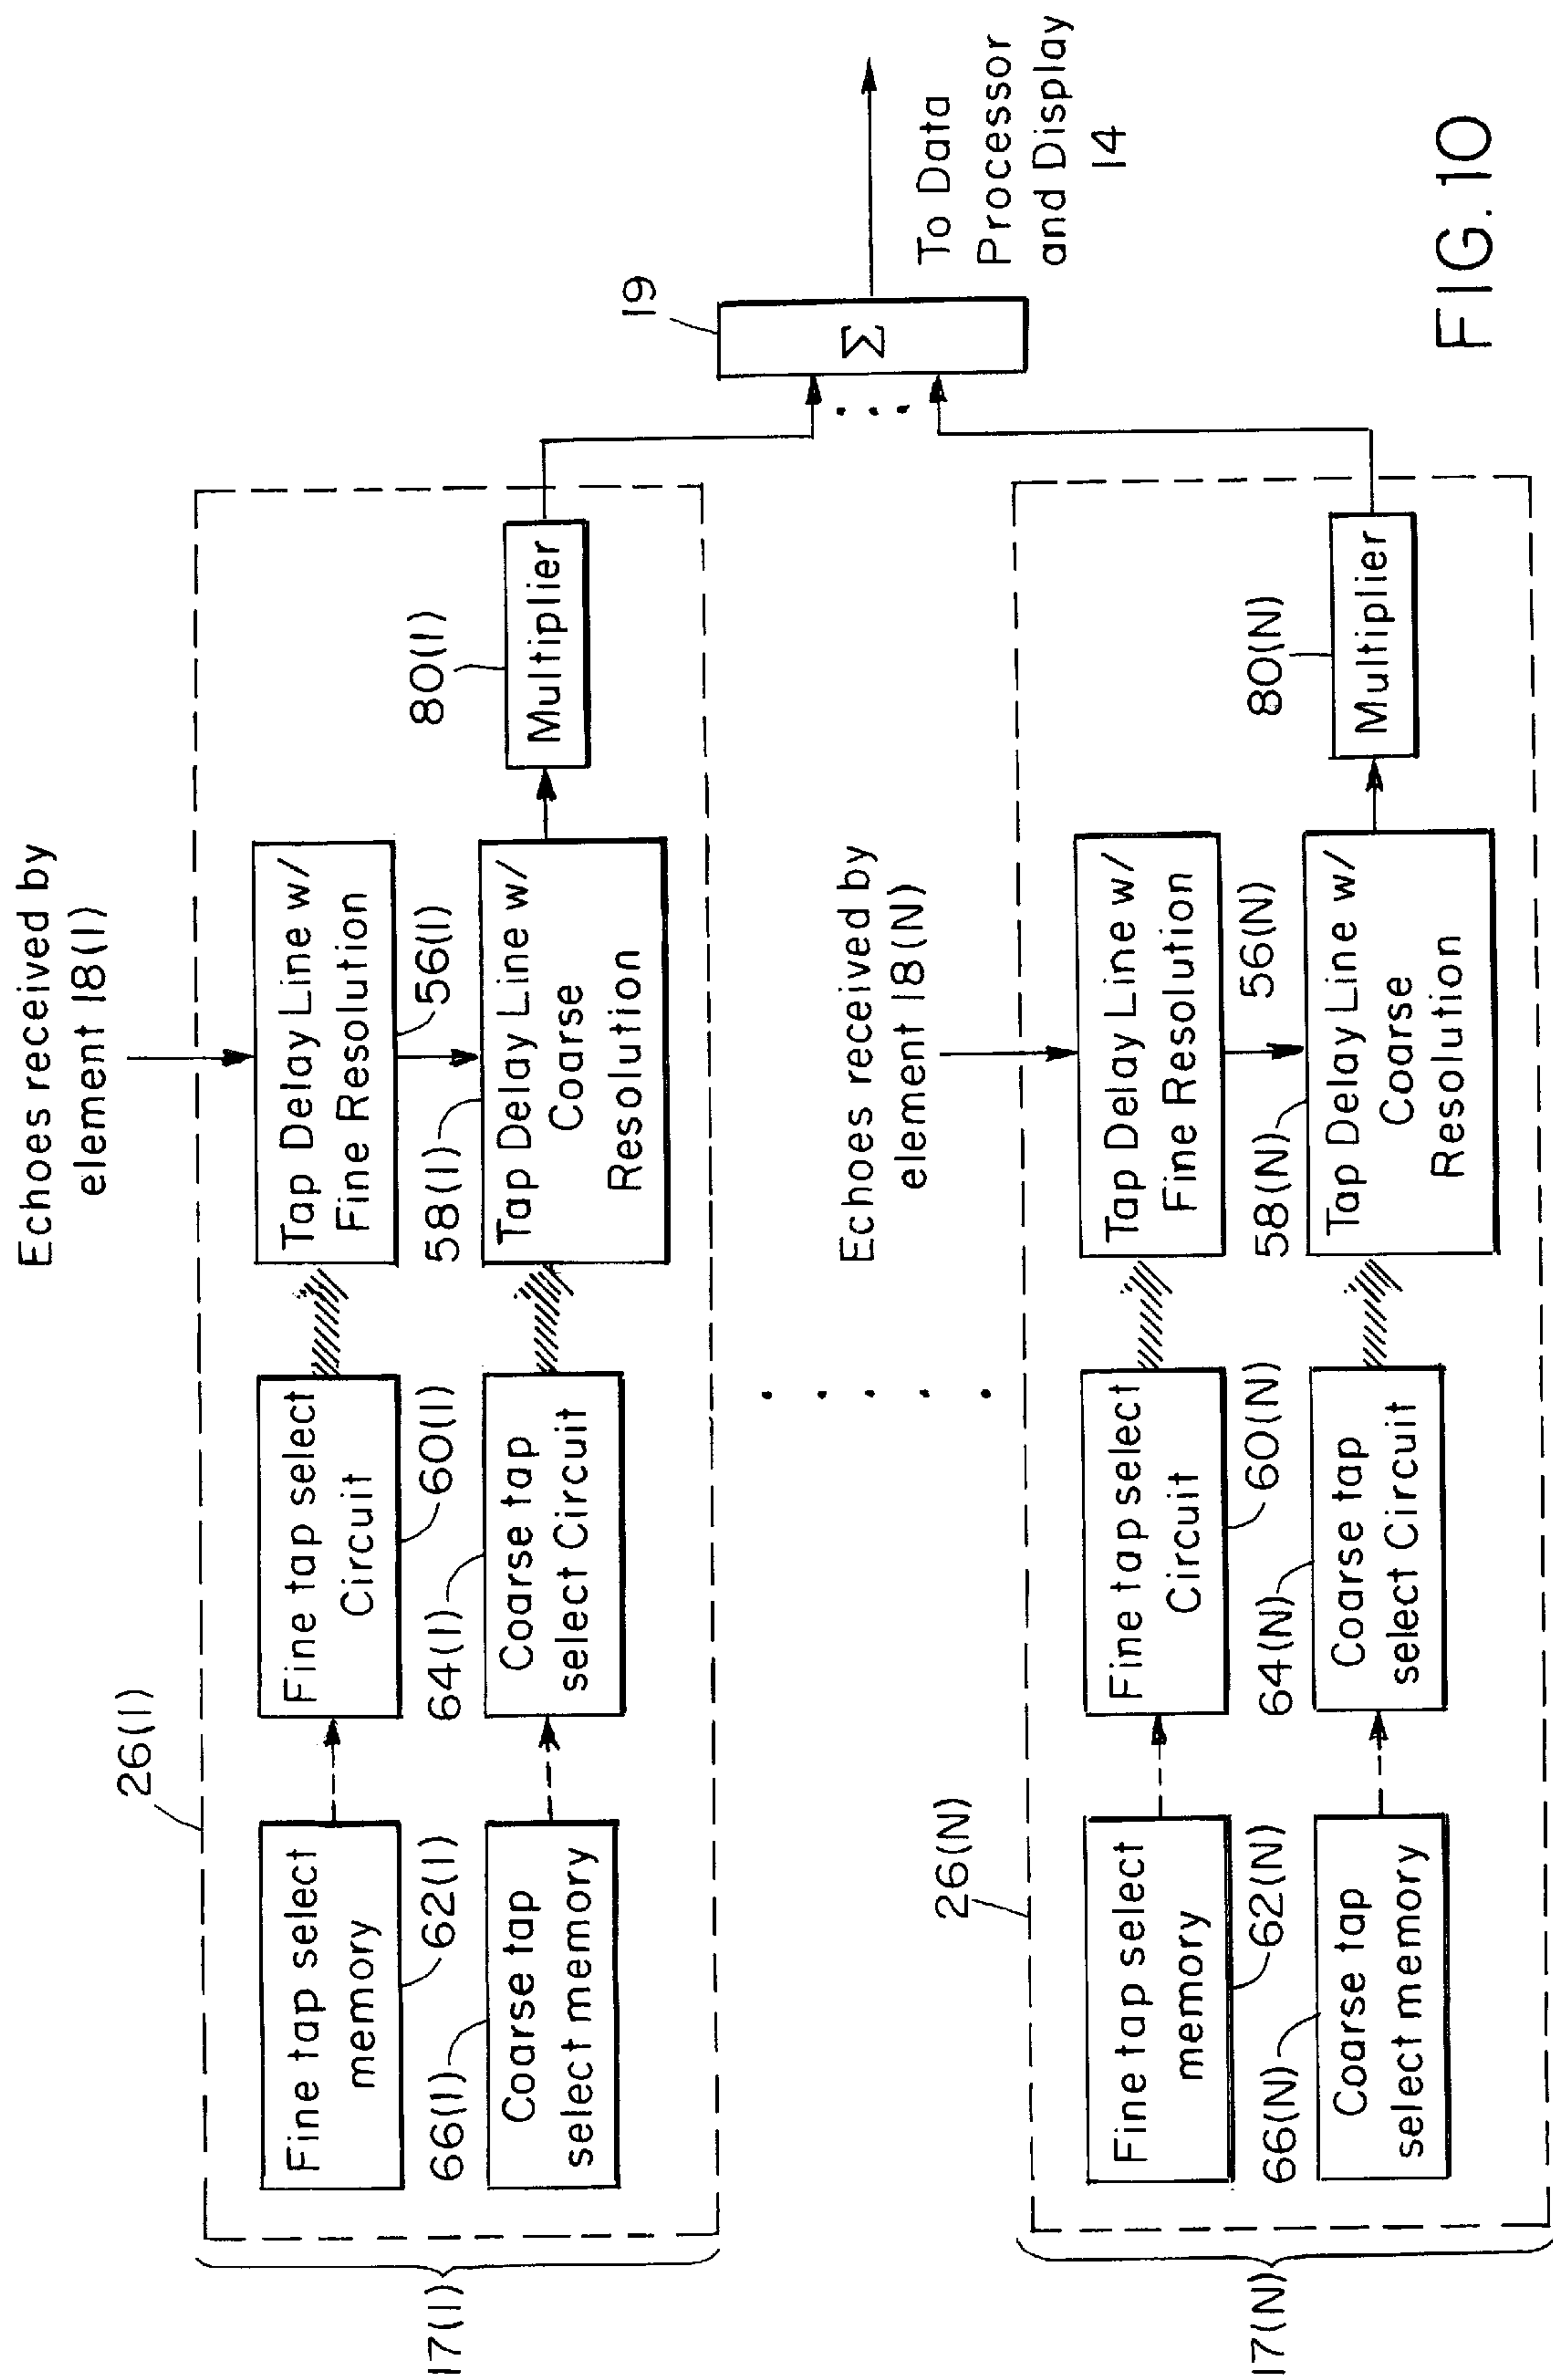 Echoes received by
element 18(1)
26(1)
17(1)
Fine tap select
memory
62(1)
Fine tap select
Circuit
60(1)
Tap Delay Line w/
Fine Resolution
56(1)
66(1)
Coarse tap
select memory
64(1)
Coarse tap
select Circuit
58(1)
Tap Delay Line w/
Coarse
Resolution
80(1)
Multiplier
19
Σ
To Data
Processor
and Display
14
Echoes received by
element 18(N)
26(N)
17(N)
Fine tap select
memory
62(N)
Fine tap select
Circuit
60(N)
Tap Delay Line w/
Fine Resolution
56(N)
66(N)
Coarse tap
select memory
64(N)
Coarse tap
select Circuit
58(N)
Tap Delay Line w/
Coarse
Resolution
80(N)
Multiplier
FIG. 10